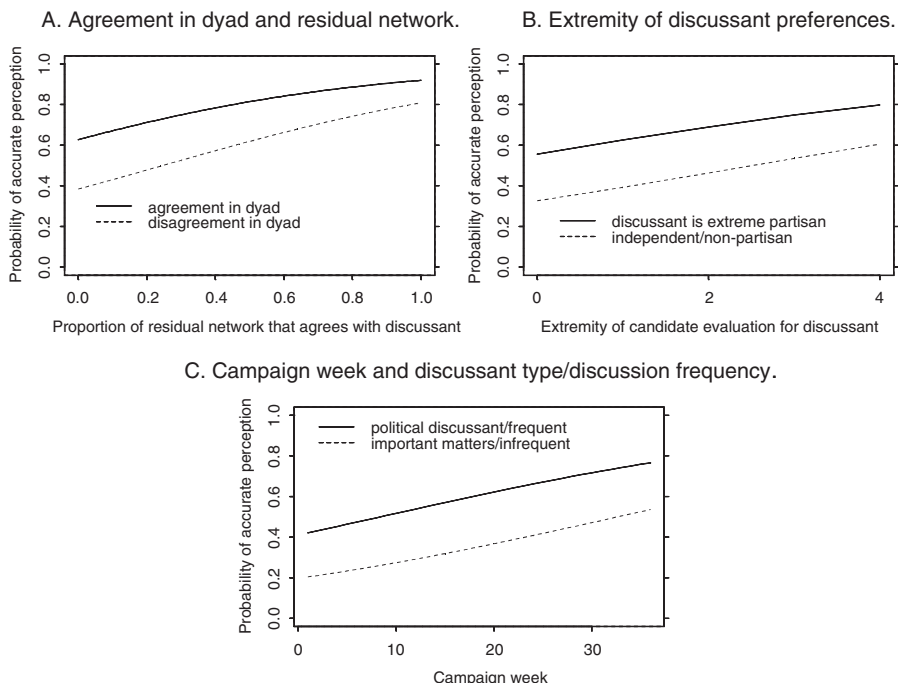 A. Agreement in dyad and residual network.
Probability of accurate perception
0.0 0.2 0.4 0.6 0.8 1.0
agreement in dyad
disagreement in dyad
0.0 0.2 0.4 0.6 0.8 1.0
Proportion of residual network that agrees with discussant
B. Extremity of discussant preferences.
Probability of accurate perception
0.0 0.2 0.4 0.6 0.8 1.0
discussant is extreme partisan
independent/non-partisan
0 2 4
Extremity of candidate evaluation for discussant
C. Campaign week and discussant type/discussion frequency.
Probability of accurate perception
0.0 0.2 0.4 0.6 0.8 1.0
political discussant/frequent
important matters/infrequent
0 10 20 30
Campaign week